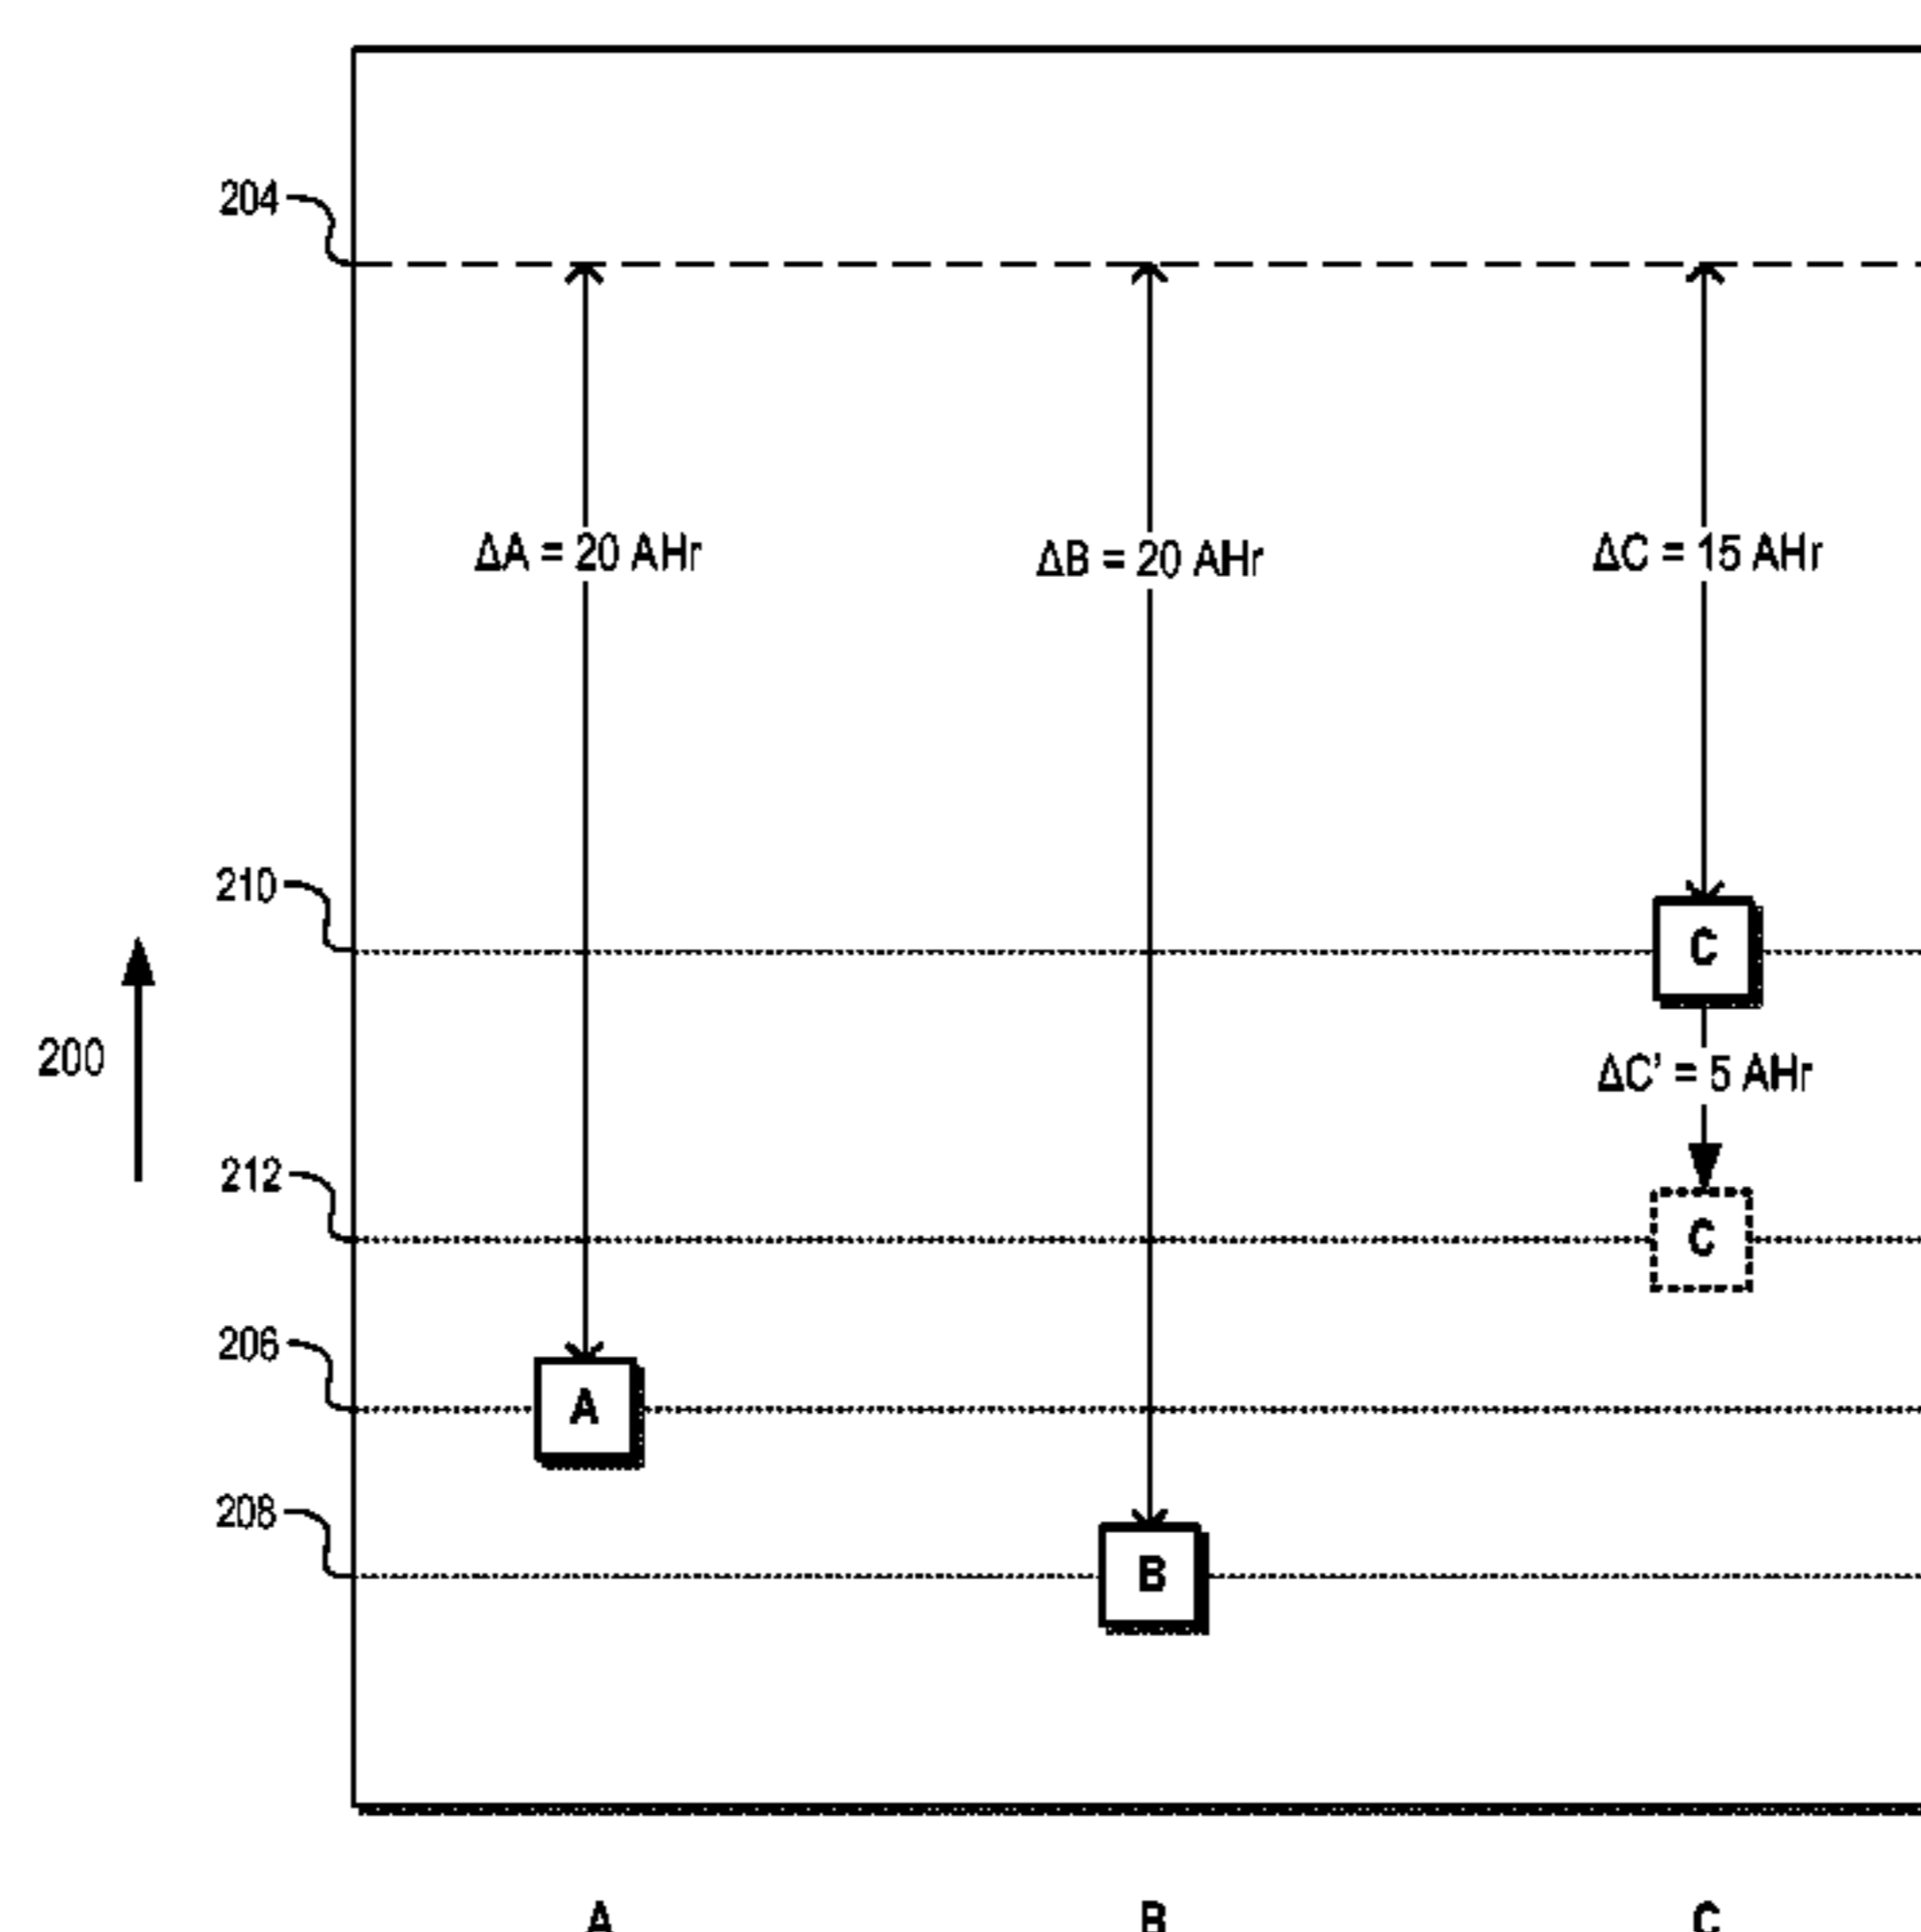 204
ΔA = 20 AHr
ΔB = 20 AHr
ΔC = 15 AHr
210
C
200
ΔC’ = 5 AHr
212
C
206
A
208
B
A B C